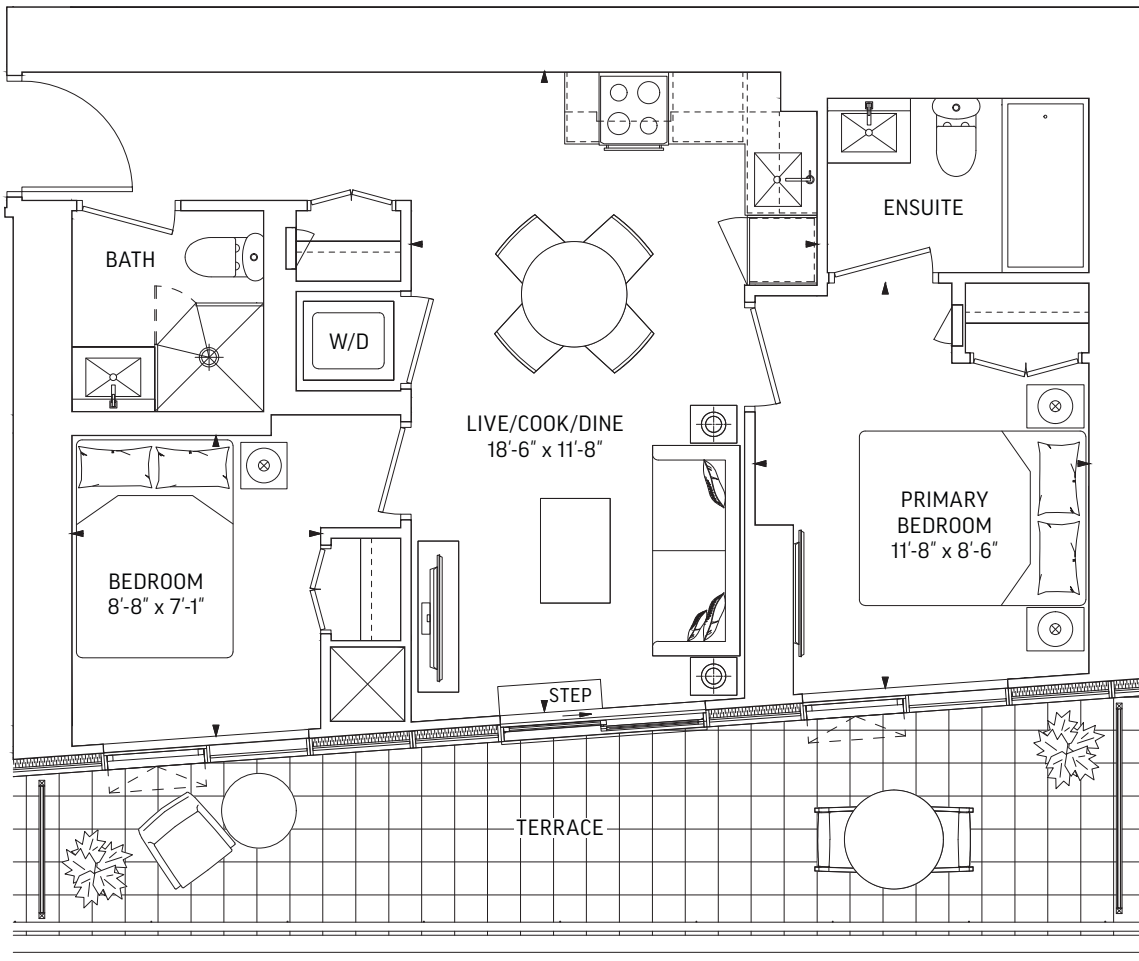 ENSUITE
BATH
W/D
LIVE/COOK/DINE
18'-6" x 11'-8"
PRIMARY
BEDROOM
11'-8" x 8'-6"
BEDROOM
8'-8" x 7'-1"
STEP
TERRACE